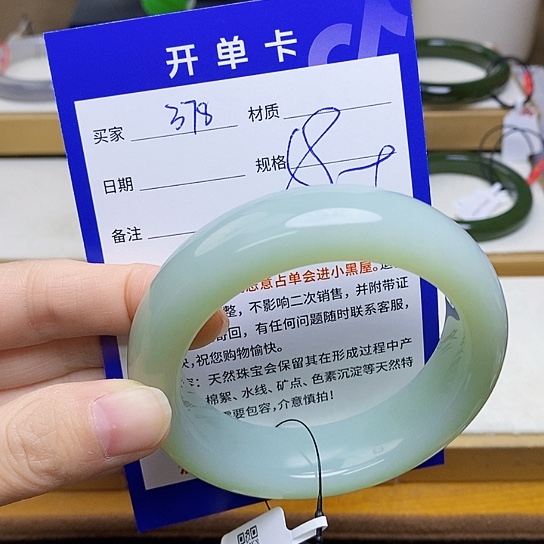 开单卡
买家 378 材质
日期 规格
备注
恶意占单会进小黑屋。
整，不影响二次销售，并附带证
寄回，有任何问题随时联系客服，
祝您购物愉快。
天然珠宝会保留其在形成过程中产
棉絮、水线、矿点、色素沉淀等天然特
需要包容，介意慎拍！